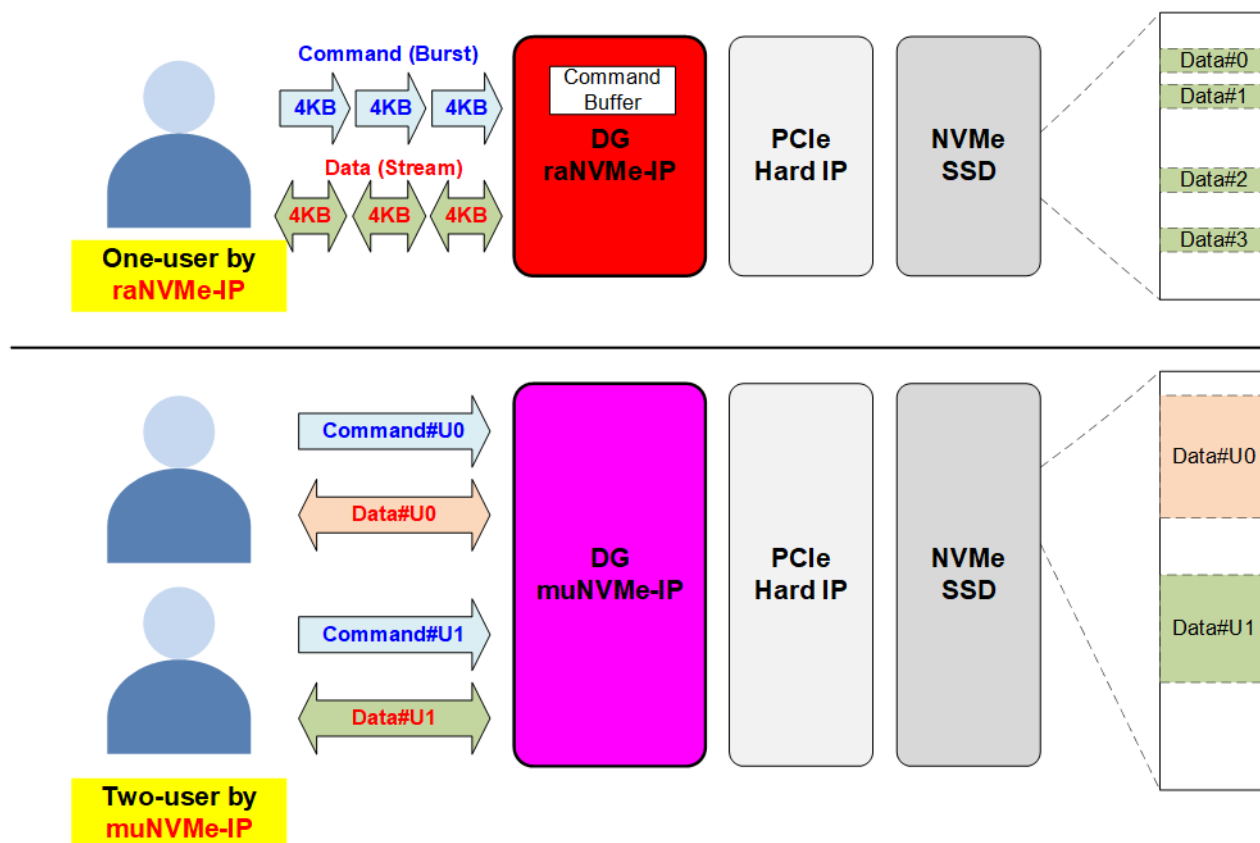 Command (Burst)
4KB 4KB 4KB
Data (Stream)
4KB 4KB 4KB
One-user by
raNVMe-IP
Command
Buffer
DG
raNVMe-IP
PCIe
Hard IP
NVMe
SSD
Data#0
Data#1
Data#2
Data#3
Command#U0
Data#U0
Command#U1
Data#U1
Two-user by
muNVMe-IP
DG
muNVMe-IP
PCIe
Hard IP
NVMe
SSD
Data#U0
Data#U1